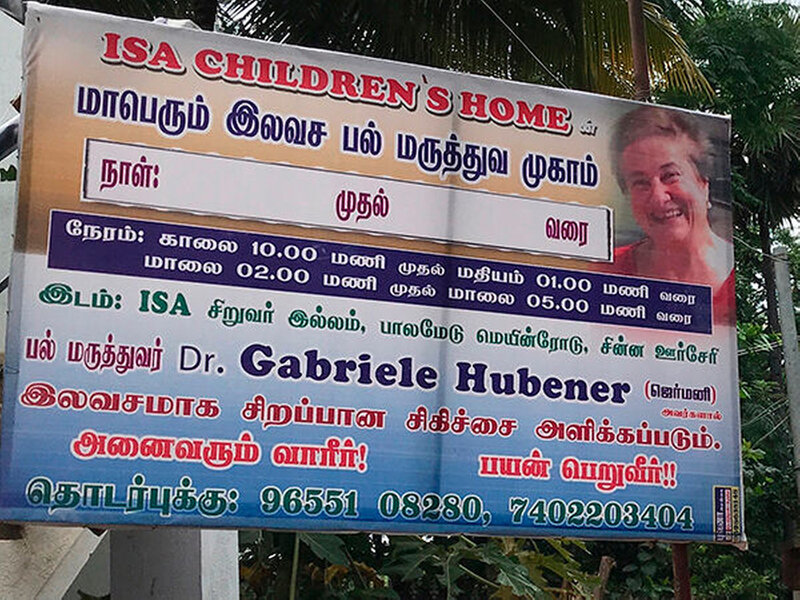 ISA CHILDREN`S HOME ன்
மாபெரும் இலவச பல் மருத்துவ முகாம்
நாள்: முதல் வரை
நேரம்: காலை 10.00 மணி முதல் மதியம் 01.00 மணி வரை
மாலை 02.00 மணி முதல் மாலை 05.00 மணி வரை
இடம்: ISA சிறுவர் இல்லம், பாலமேடு மெயின்ரோடு, சின்ன ஊர்சேரி
பல் மருத்துவர் Dr. Gabriele Hubener (ஜெர்மனி)
அவர்களால்
இலவசமாக சிறப்பான சிகிச்சை அளிக்கப்படும்.
அனைவரும் வாரீர்! பயன் பெறுவீர்!!
தொடர்புக்கு: 96551 08280, 7402203404